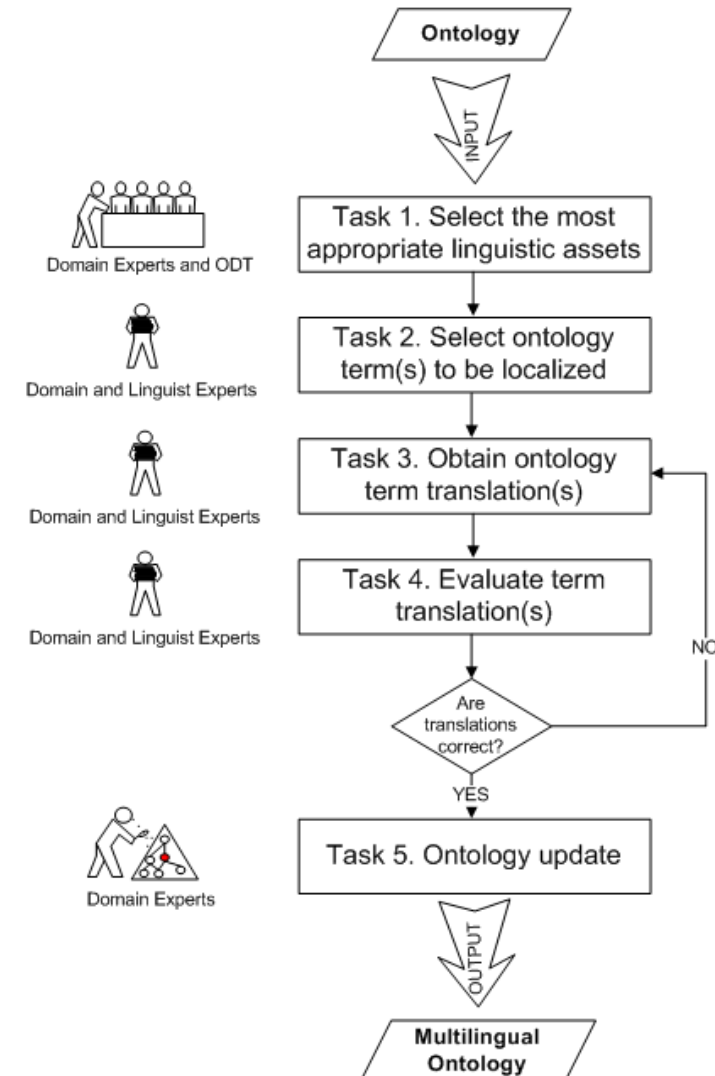 Ontology
INPUT
Domain Experts and ODT
Task 1. Select the most
appropriate linguistic assets
Domain and Linguist Experts
Task 2. Select ontology
term(s) to be localized
Domain and Linguist Experts
Task 3. Obtain ontology
term translation(s)
Domain and Linguist Experts
Task 4. Evaluate term
translation(s)
Are
translations
correct?
NO
YES
Domain Experts
Task 5. Ontology update
OUTPUT
Multilingual
Ontology